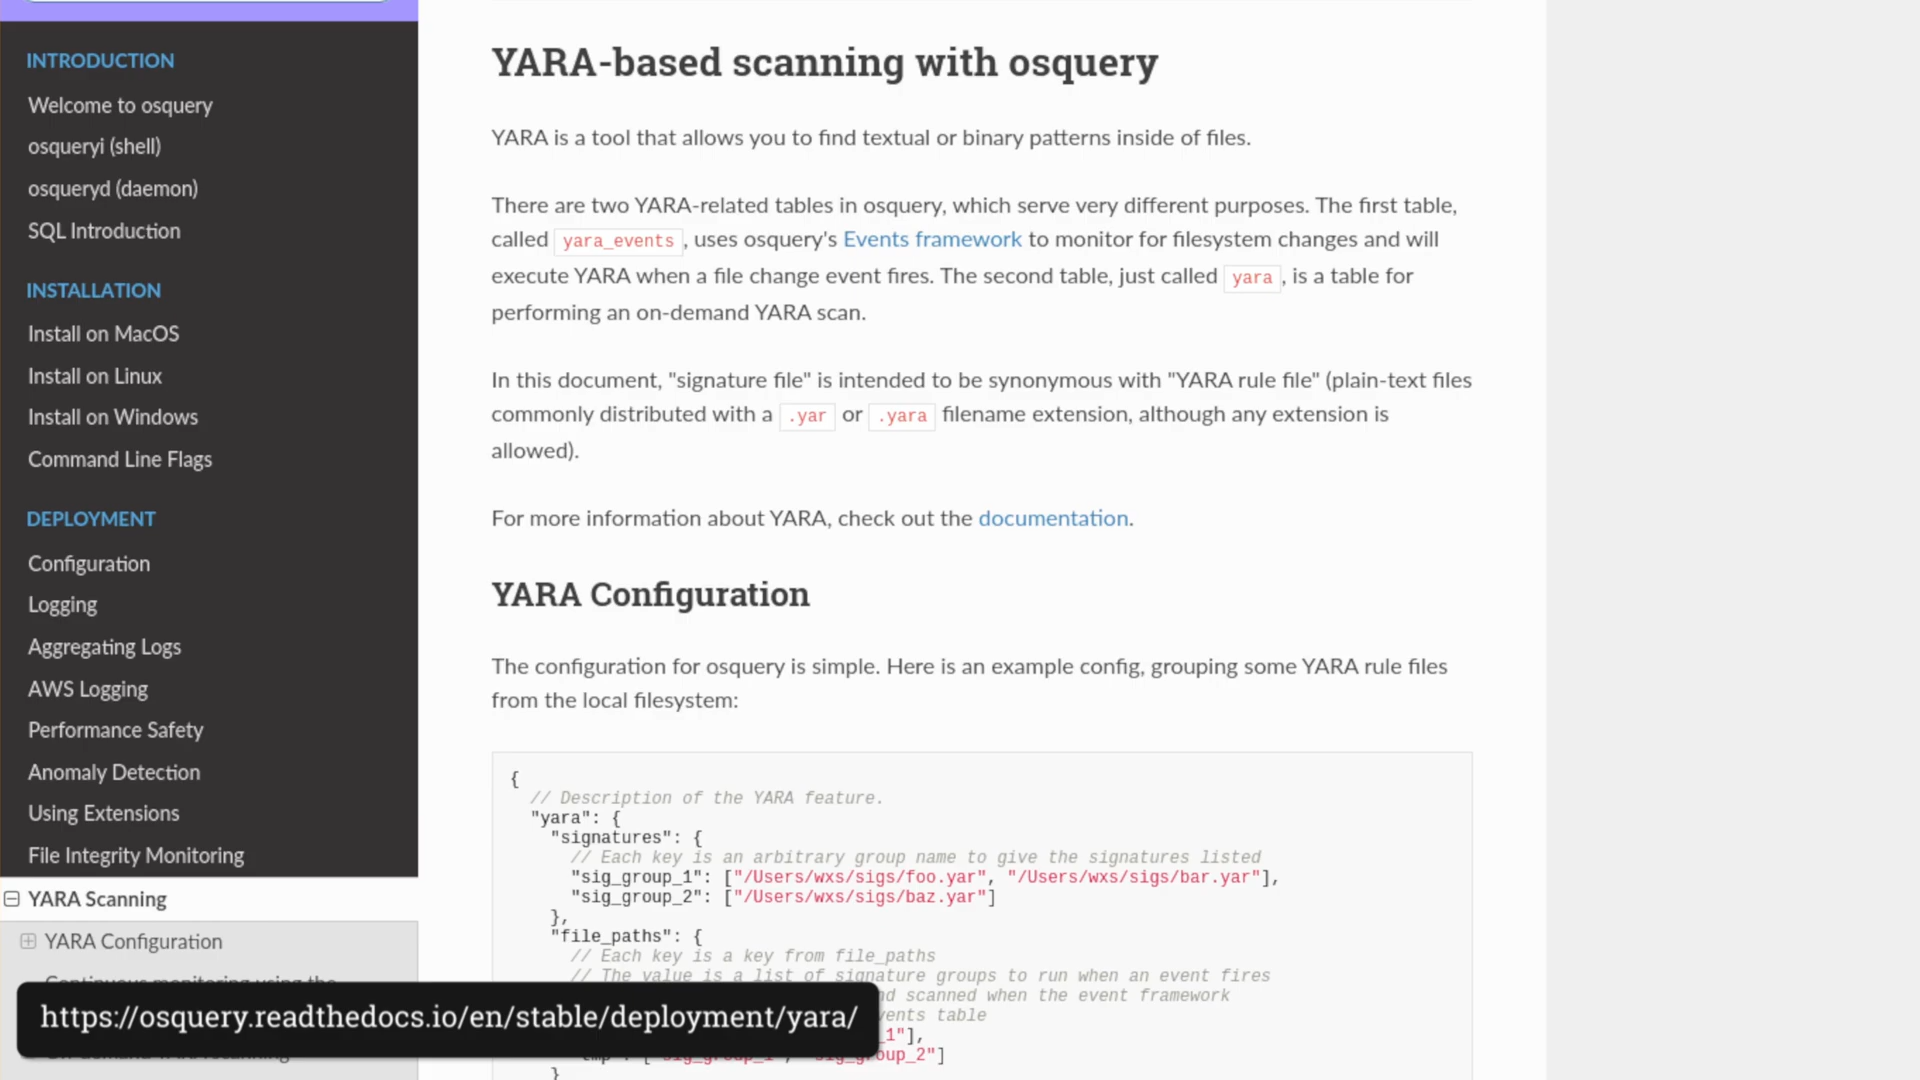 INTRODUCTION
Welcome to osquery
osqueryi (shell)
osqueryd (daemon)
SQL Introduction
INSTALLATION
Install on MacOS
Install on Linux
Install on Windows
Command Line Flags
DEPLOYMENT
Configuration
Logging
Aggregating Logs
AWS Logging
Performance Safety
Anomaly Detection
Using Extensions
File Integrity Monitoring
YARA Scanning
YARA Configuration
Continuous monitoring using the
https://osquery.readthedocs.io/en/stable/deployment/yara/
YARA-based scanning with osquery
YARA is a tool that allows you to find textual or binary patterns inside of files.
There are two YARA-related tables in osquery, which serve very different purposes. The first table,
called yara_events, uses osquery's Events framework to monitor for filesystem changes and will
execute YARA when a file change event fires. The second table, just called yara, is a table for
performing an on-demand YARA scan.
In this document, "signature file" is intended to be synonymous with "YARA rule file" (plain-text files
commonly distributed with a .yar or .yara filename extension, although any extension is
allowed).
For more information about YARA, check out the documentation.
YARA Configuration
The configuration for osquery is simple. Here is an example config, grouping some YARA rule files
from the local filesystem:
{
// Description of the YARA feature.
"yara": {
"signatures": {
// Each key is an arbitrary group name to give the signatures listed
"sig_group_1": ["/Users/wxs/sigs/foo.yar", "/Users/wxs/sigs/bar.yar"],
"sig_group_2": ["/Users/wxs/sigs/baz.yar"]
},
"file_paths": {
// Each key is a key from file_paths
// The value is a list of signature groups to run when an event fires
scanned when the event framework
table
_1"],
"tmp": ["sig_group_1", "sig_group_2"]
}